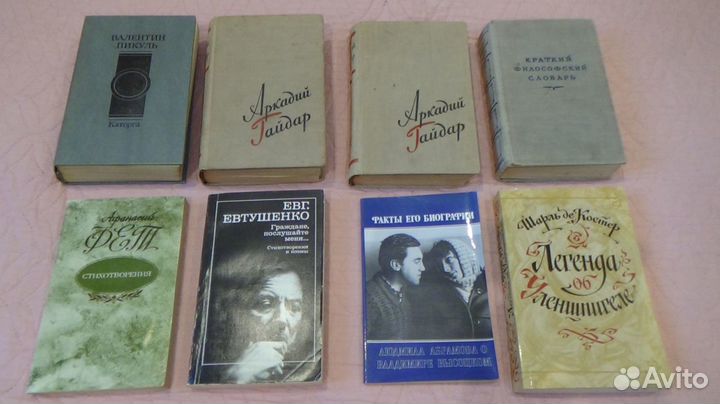 ВАЛЕНТИН
ПИКУЛЬ
Каторга
Аркадий
Гайдар
Аркадий
Гайдар
КРАТКИЙ
ФИЛОСОФСКИЙ
СЛОВАРЬ
Афанасий
ФЕТ
СТИХОТВОРЕНИЯ
ЕВГ.
ЕВТУШЕНКО
Граждане,
послушайте
меня...
Стихотворения
и поэмы
ФАКТЫ ЕГО БИОГРАФИИ
ЛЮДМИЛА АБРАМОВА О
ВЛАДИМИРЕ ВЫСОЦКОМ
Шарль де Костер
Легенда
об
Уленшпигеле
Avito